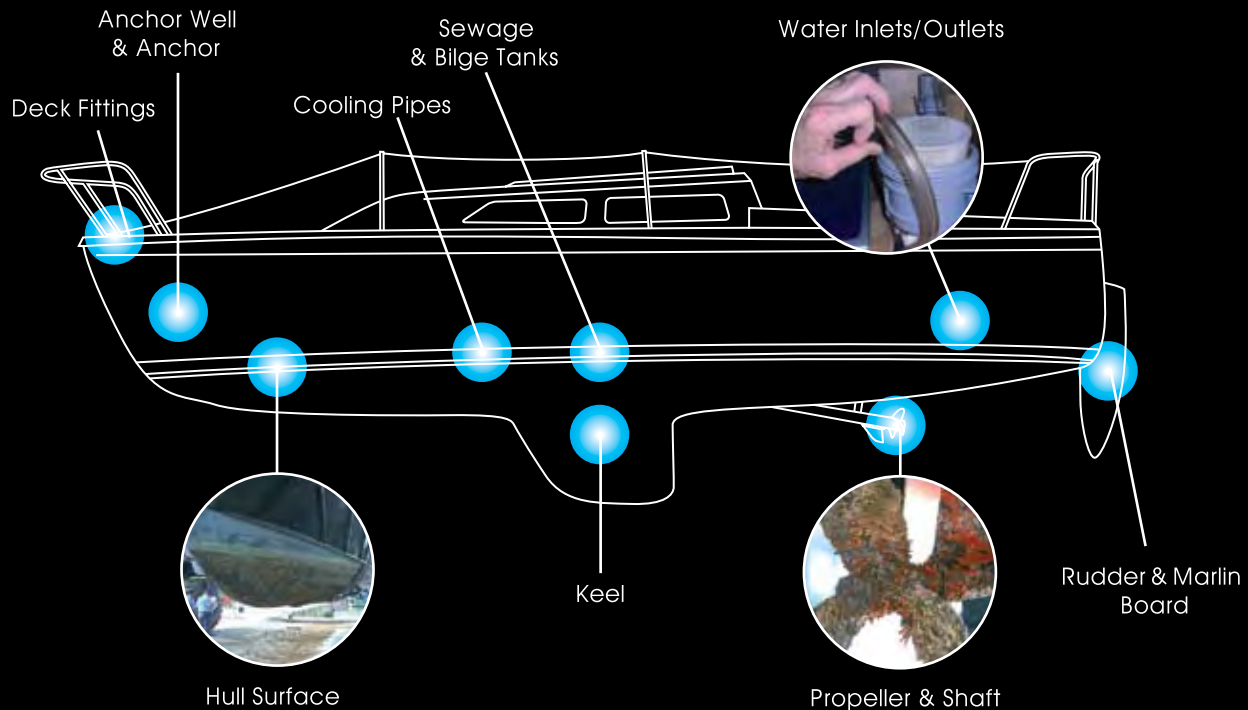 Anchor Well
& Anchor
Sewage
& Bilge Tanks
Water Inlets/Outlets
Deck Fittings
Cooling Pipes
Keel
Rudder & Marlin
Board
Hull Surface
Propeller & Shaft